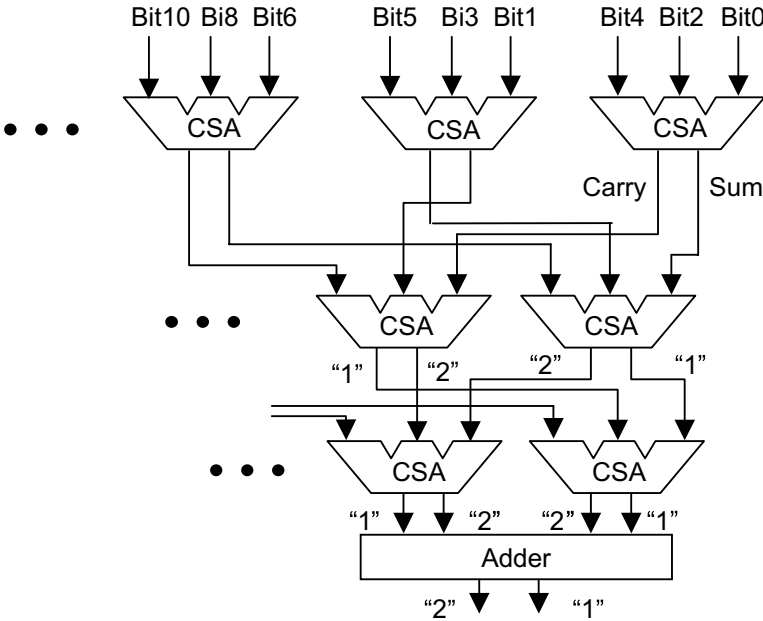 Bit10 Bi8 Bit6 Bit5 Bi3 Bit1 Bit4 Bit2 Bit0
CSA CSA CSA
Carry Sum
CSA CSA
“1” “2” “2” “1”
CSA CSA
“1” “2” “2” “1”
Adder
“2” “1”